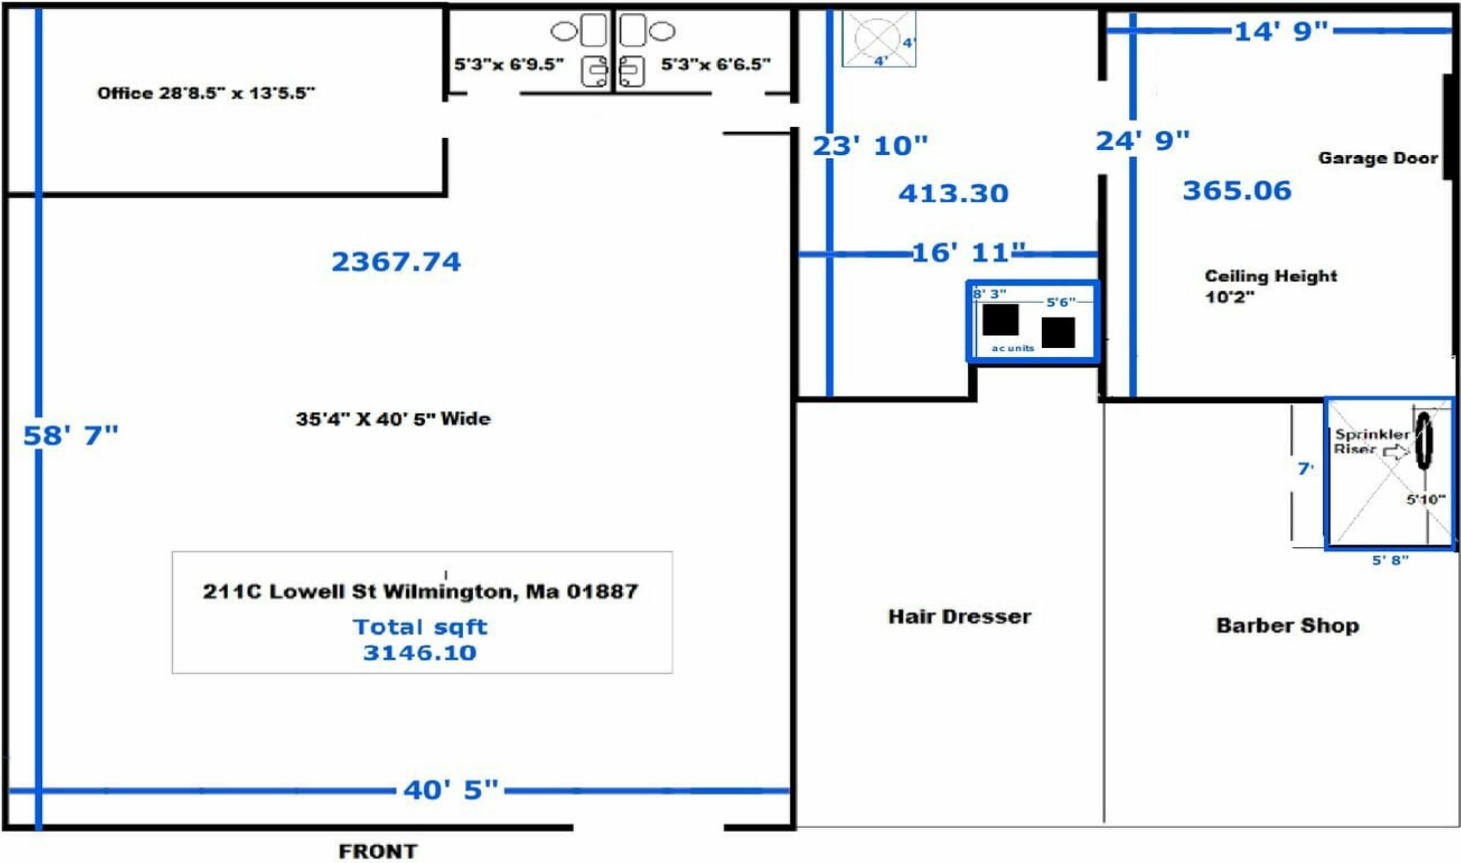 14' 9"
4'
4'
5'3"x 6'9.5"
5'3"x 6'6.5"
Office 28'8.5" x 13'5.5"
23' 10"
24' 9"
Garage Door
413.30
365.06
16' 11"
2367.74
Ceiling Height
10'2"
8' 3"
5'6"
ac units
35'4" X 40' 5" Wide
58' 7"
Sprinkler
Riser
7'
5'10"
5' 8"
211C Lowell St Wilmington, Ma 01887
Total sqft
3146.10
Hair Dresser
Barber Shop
40' 5"
FRONT